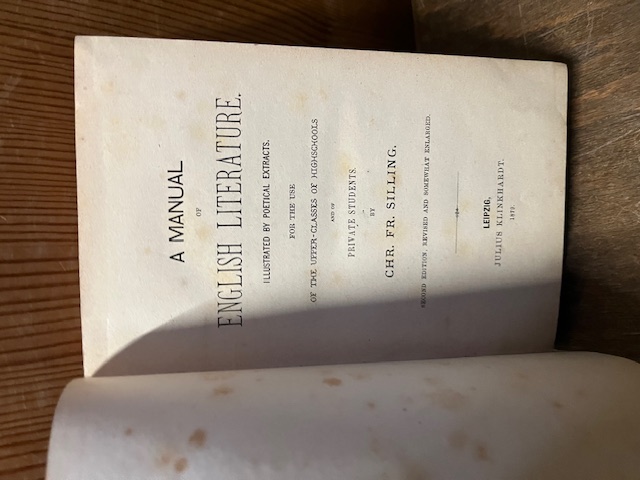 A MANUAL
OF
ENGLISH LITERATURE.
ILLUSTRATED BY POETICAL EXTRACTS.
FOR THE USE
OF THE UPPER-CLASSES OF HIGHSCHOOLS
AND OF
PRIVATE STUDENTS.
BY
CHR. FR. SILLING.
SECOND EDITION, REVISED AND SOMEWHAT ENLARGED.
LEIPZIG,
JULIUS KLINKHARDT.
1879.